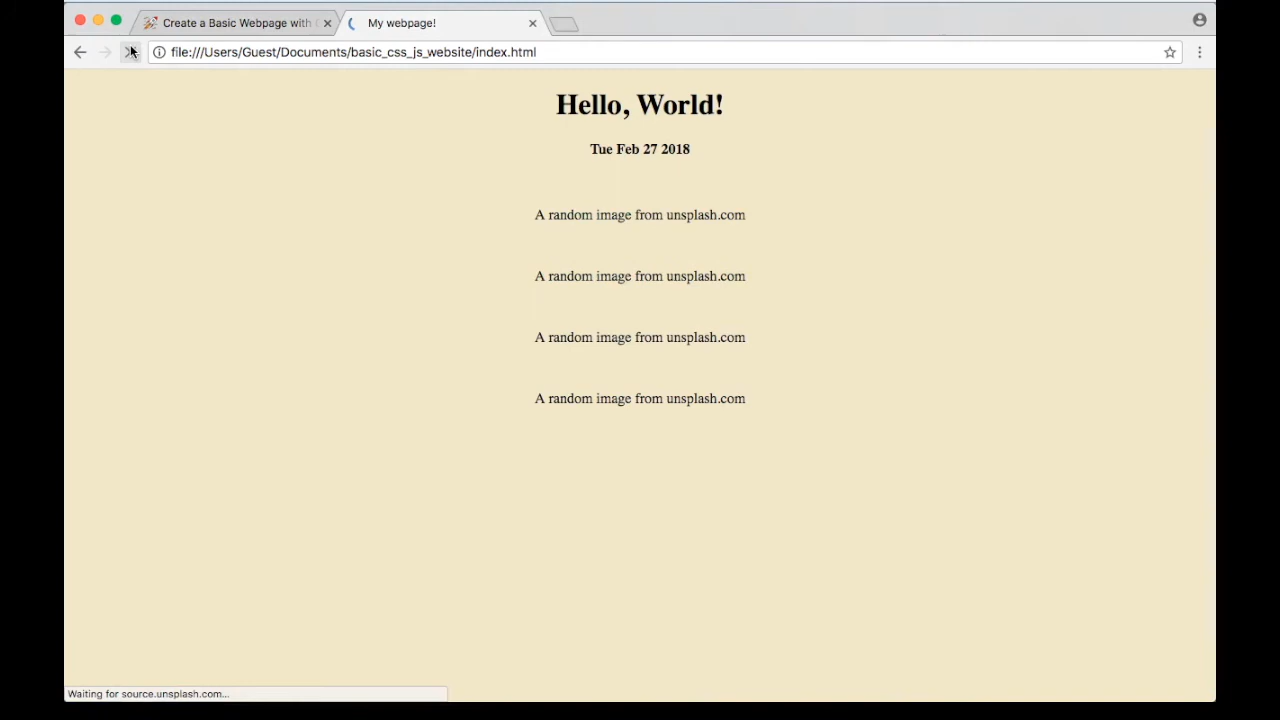 Create a Basic Webpage with
My webpage!
file:///Users/Guest/Documents/basic_css_js_website/index.html
Hello, World!
Tue Feb 27 2018
A random image from unsplash.com
A random image from unsplash.com
A random image from unsplash.com
A random image from unsplash.com
Waiting for source.unsplash.com...